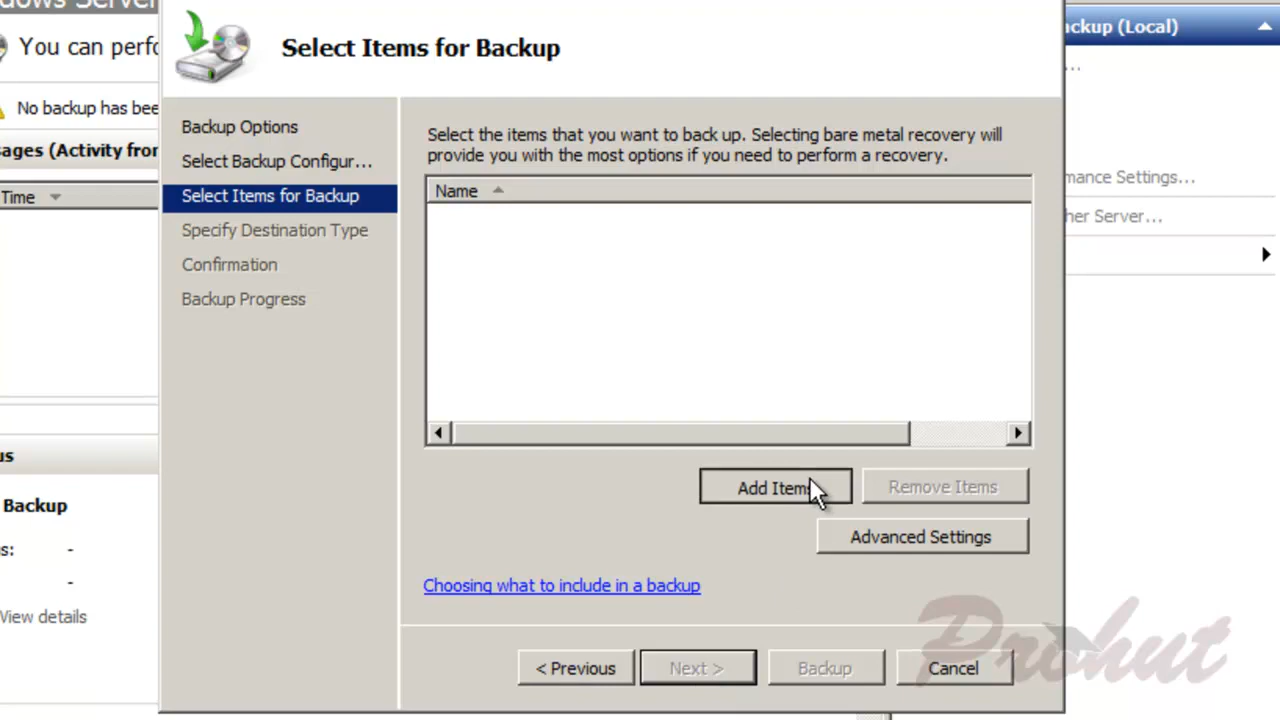 You can perfo
No backup has bee
ages (Activity from
Time
us
Backup
s: -
-
View details
Select Items for Backup
Backup Options
Select Backup Configur...
Select Items for Backup
Specify Destination Type
Confirmation
Backup Progress
Select the items that you want to back up. Selecting bare metal recovery will
provide you with the most options if you need to perform a recovery.
Name
Add Items
Remove Items
Advanced Settings
Choosing what to include in a backup
< Previous
Next >
Backup
Cancel
ackup (Local)
...
mance Settings...
her Server...
Prohut